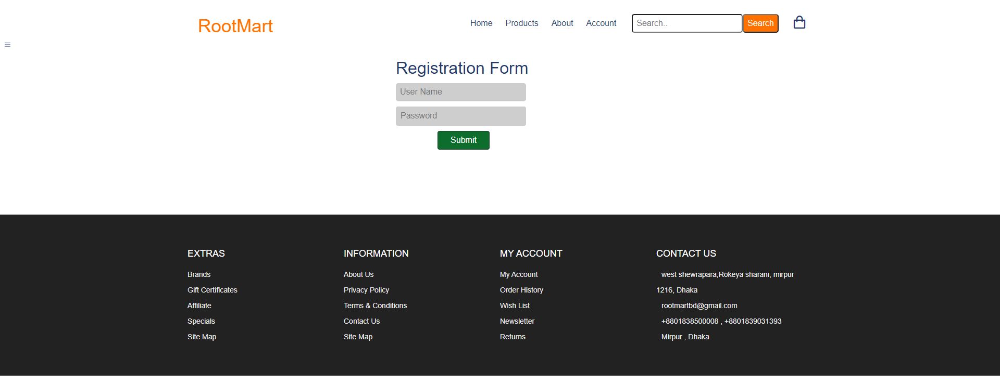 RootMart
Home Products About Account Search.. Search
Registration Form
User Name
Password
Submit
EXTRAS
Brands
Gift Certificates
Affiliate
Specials
Site Map
INFORMATION
About Us
Privacy Policy
Terms & Conditions
Contact Us
Site Map
MY ACCOUNT
My Account
Order History
Wish List
Newsletter
Returns
CONTACT US
west shewrapara,Rokeya sharani, mirpur
1216, Dhaka
rootmartbd@gmail.com
+8801838500008 , +8801839031393
Mirpur , Dhaka